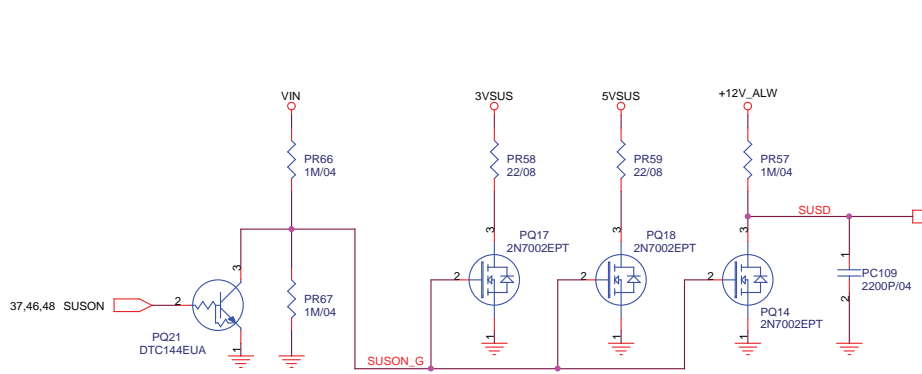 VIN
3VSUS
5VSUS
+12V_ALW
PR66
1M/04
PR58
22/08
PR59
22/08
PR57
1M/04
SUSD
3
3
3
3
PQ17
2N7002EPT
PQ18
2N7002EPT
1
PC109
2200P/04
2
2
2
2
37,46,48 SUSON
2
PR67
1M/04
PQ21
DTC144EUA
1
1
1
1
PQ14
2N7002EPT
SUSON_G